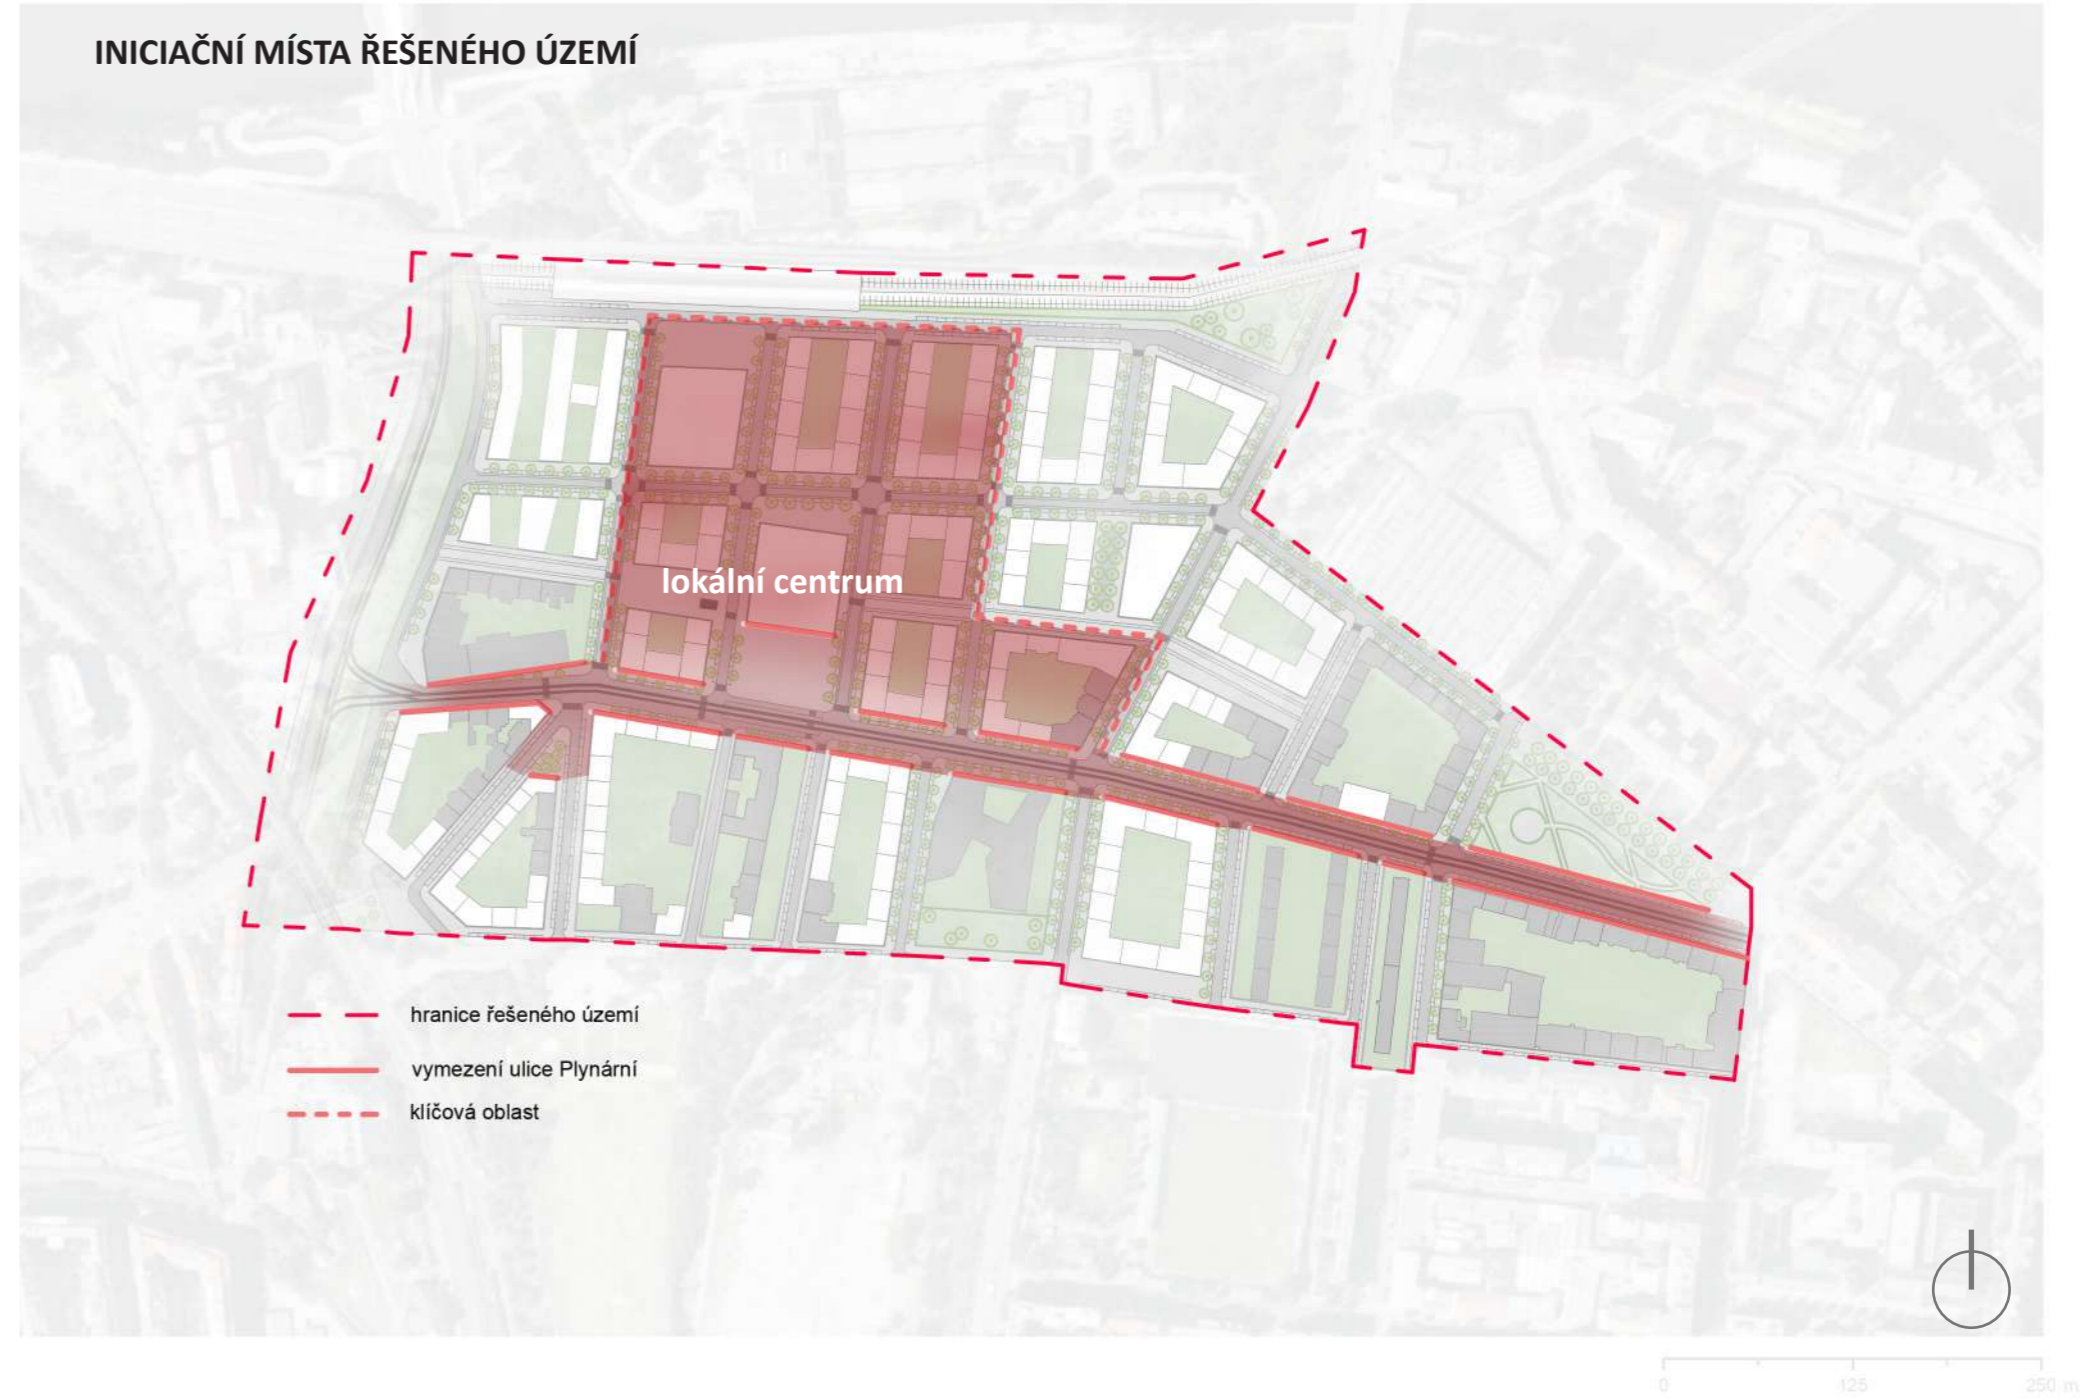 INICIAČNÍ MÍSTA ŘEŠENÉHO ÚZEMÍ
lokální centrum
hranice řešeného území
vymezení ulice Plynární
klíčová oblast
0 125 250 m